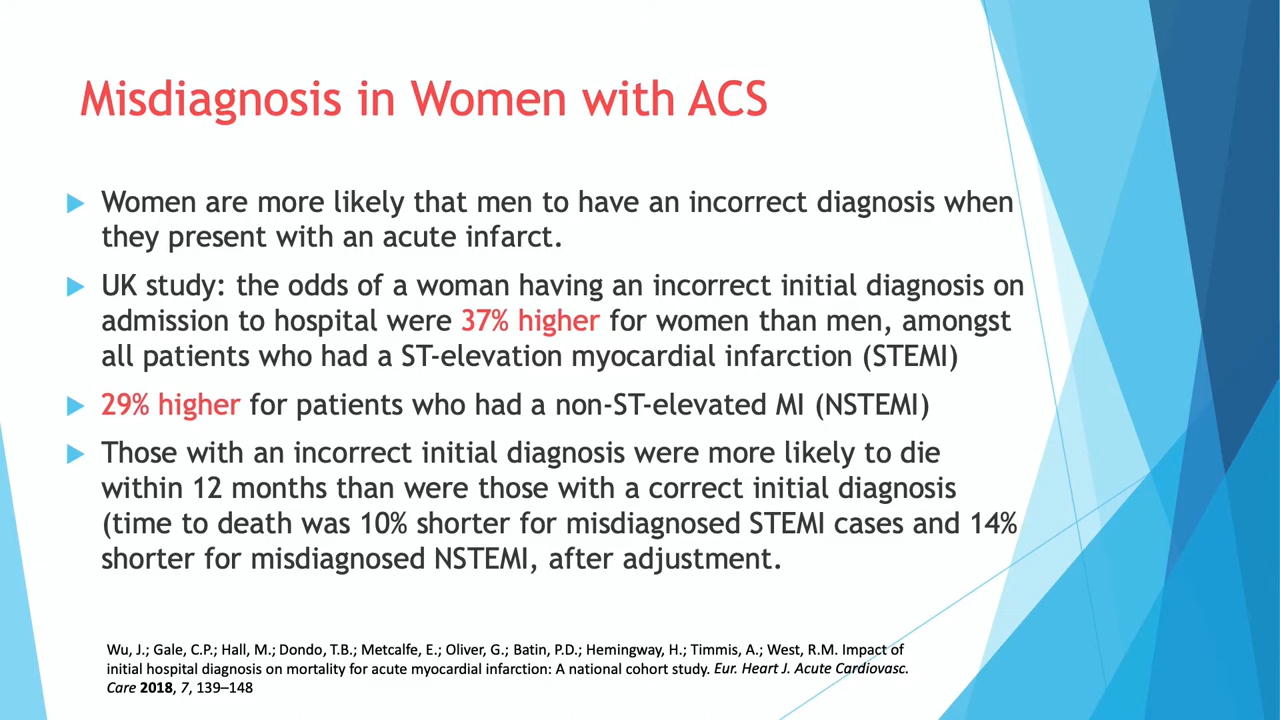 Misdiagnosis in Women with ACS
Women are more likely that men to have an incorrect diagnosis when
they present with an acute infarct.
UK study: the odds of a woman having an incorrect initial diagnosis on
admission to hospital were 37% higher for women than men, amongst
all patients who had a ST-elevation myocardial infarction (STEMI)
29% higher for patients who had a non-ST-elevated MI (NSTEMI)
Those with an incorrect initial diagnosis were more likely to die
within 12 months than were those with a correct initial diagnosis
(time to death was 10% shorter for misdiagnosed STEMI cases and 14%
shorter for misdiagnosed NSTEMI, after adjustment.
Wu, J.; Gale, C.P.; Hall, M.; Dondo, T.B.; Metcalfe, E.; Oliver, G.; Batin, P.D.; Hemingway, H.; Timmis, A.; West, R.M. Impact of
initial hospital diagnosis on mortality for acute myocardial infarction: A national cohort study. Eur. Heart J. Acute Cardiovasc.
Care 2018, 7, 139–148